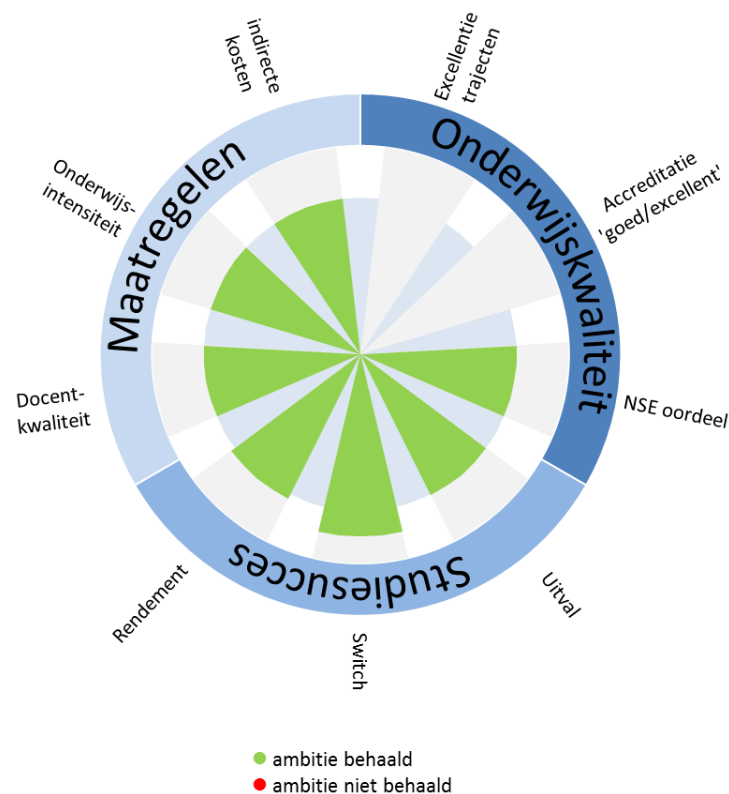 indirecte
kosten
Excellentie
trajecten
Onderwijs-
intensiteit
Accreditatie
'goed/excellent'
Maatregelen
Onderwijskwaliteit
Docent-
kwaliteit
NSE oordeel
Studiesucces
Rendement
Uitval
Switch
ambitie behaald
ambitie niet behaald